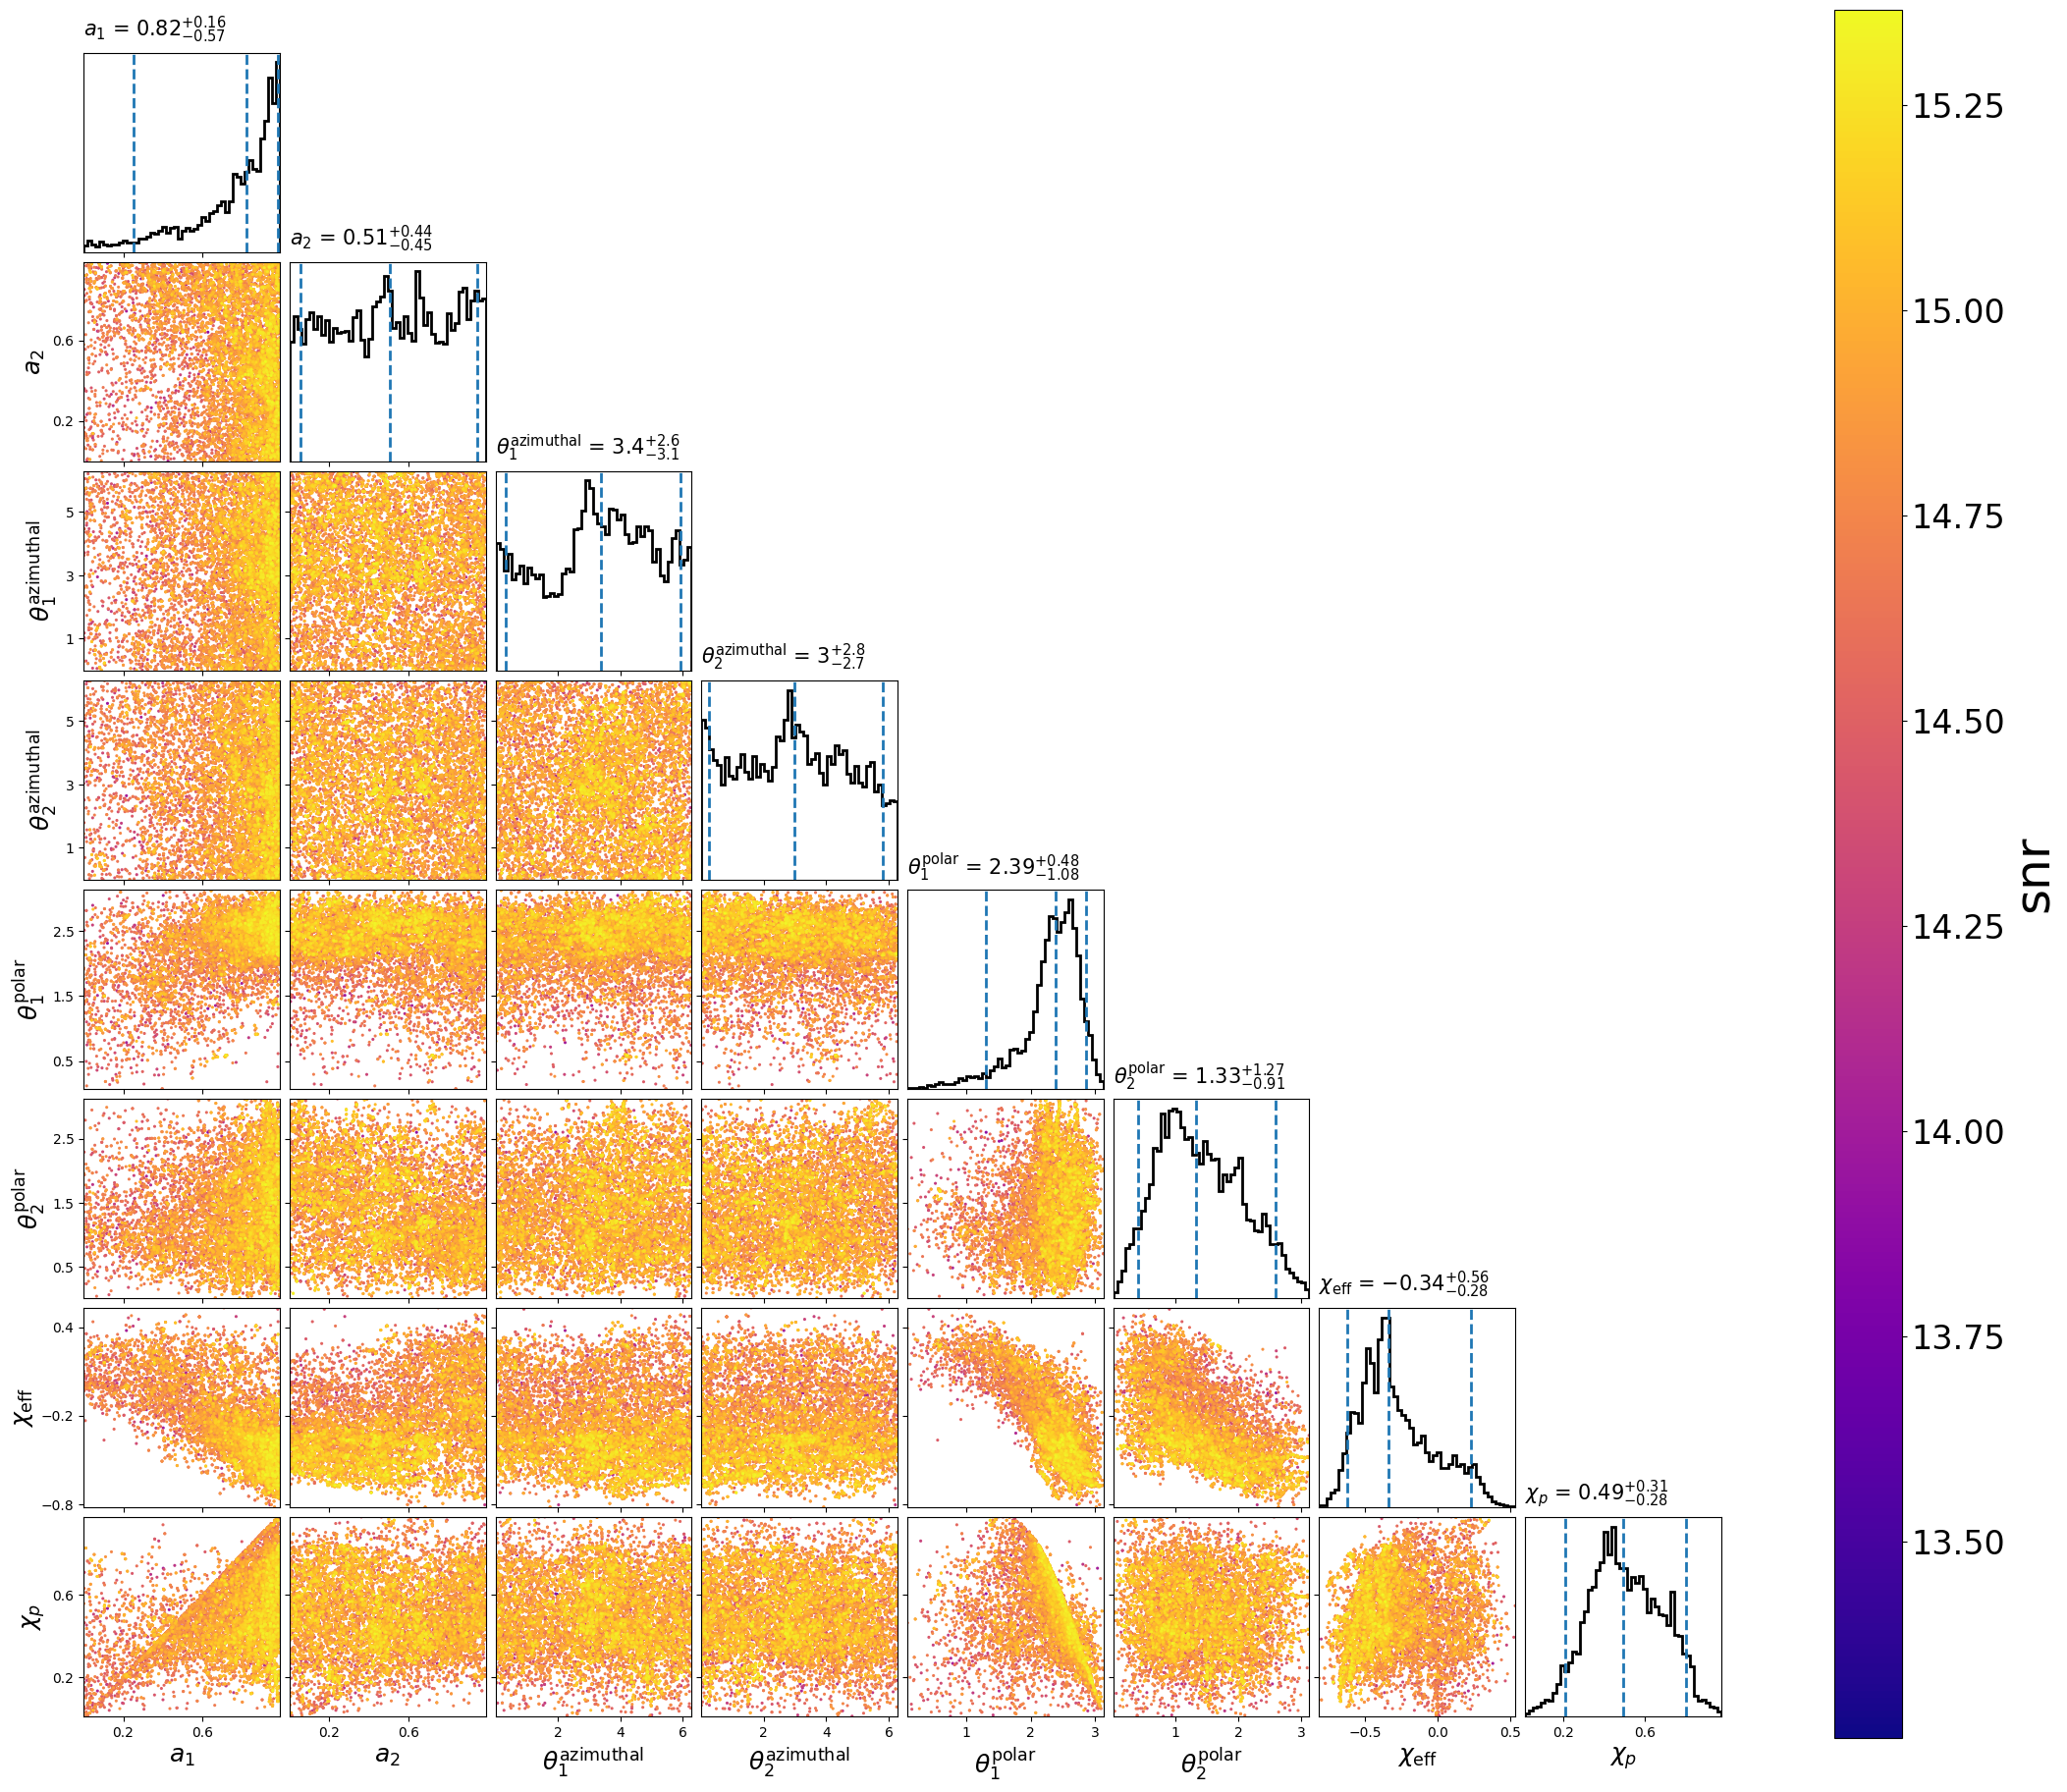 a₁ = 0.82⁺⁰·¹⁶₋₀.₅₇
15.25
a₂ = 0.51⁺⁰·⁴⁴₋₀.₄₅
15.00
0.6
a₂
0.2
θ₁^azimuthal = 3.4⁺²·⁶₋₃.₁
14.75
5
θ₁^azimuthal
3
1
θ₂^azimuthal = 3⁺²·⁸₋₂.₇
14.50
5
θ₂^azimuthal
3
1
snr
θ₁^polar = 2.39⁺⁰·⁴⁸₋₁.₀₈
14.25
2.5
θ₁^polar
1.5
0.5
θ₂^polar = 1.33⁺¹·²⁷₋₀.₉₁
14.00
2.5
θ₂^polar
1.5
0.5
χ_eff = −0.34⁺⁰·⁵⁶₋₀.₂₈
13.75
0.4
χ_eff
−0.2
−0.8
χ_p = 0.49⁺⁰·³¹₋₀.₂₈
13.50
0.6
χ_p
0.2
0.2 0.6 0.2 0.6 2 4 6 2 4 6 1 2 3 1 2 3 −0.5 0.0 0.5 0.2 0.6
a₁ a₂ θ₁^azimuthal θ₂^azimuthal θ₁^polar θ₂^polar χ_eff χ_p